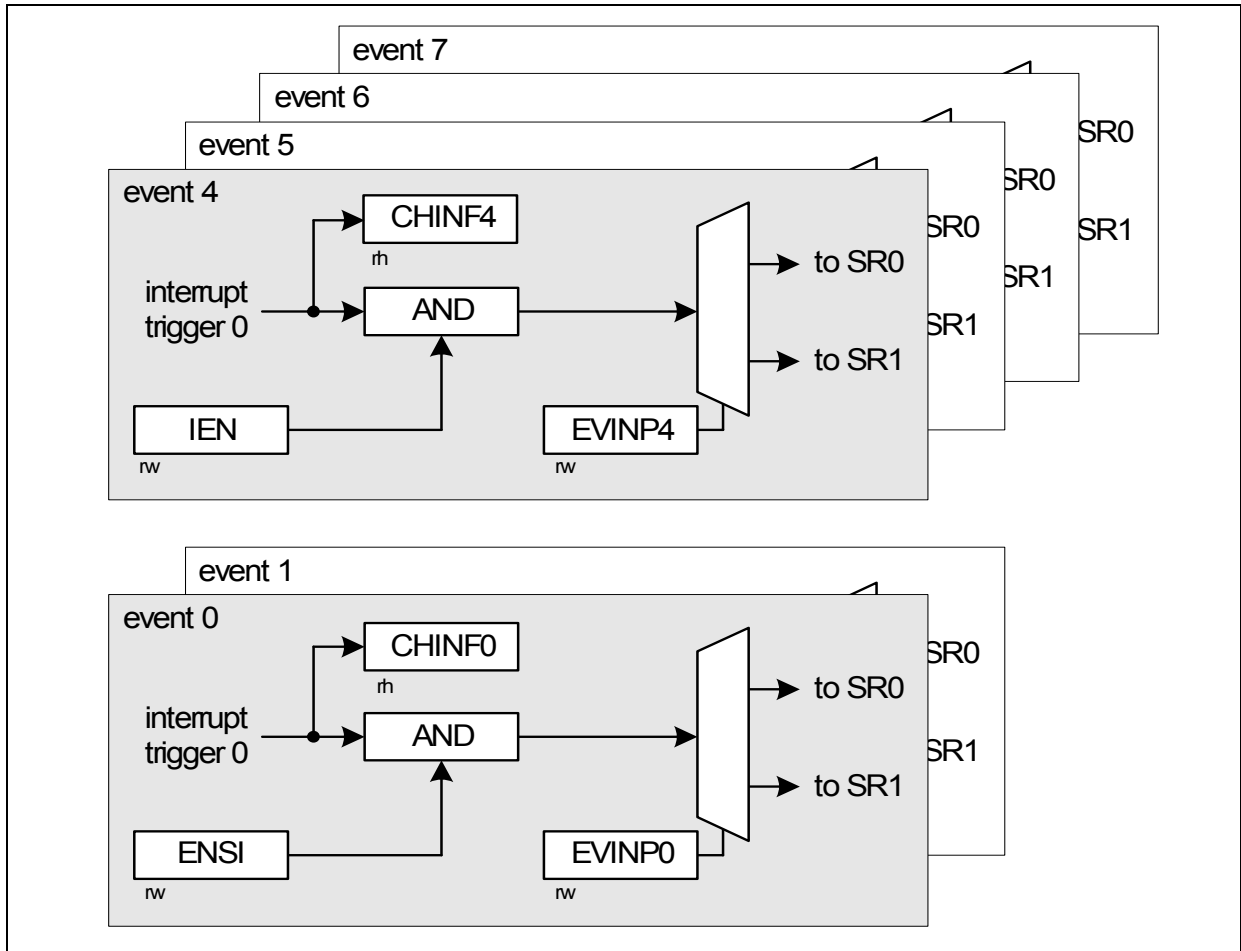 event 7
event 6
event 5
event 4
SR0
SR0
SR0
SR1
SR1
SR1
CHINF4
rh
to SR0
interrupt
trigger 0
AND
to SR1
IEN
rw
EVINP4
rw
event 1
event 0
SR0
SR1
CHINF0
rh
to SR0
interrupt
trigger 0
AND
to SR1
ENSI
rw
EVINP0
rw